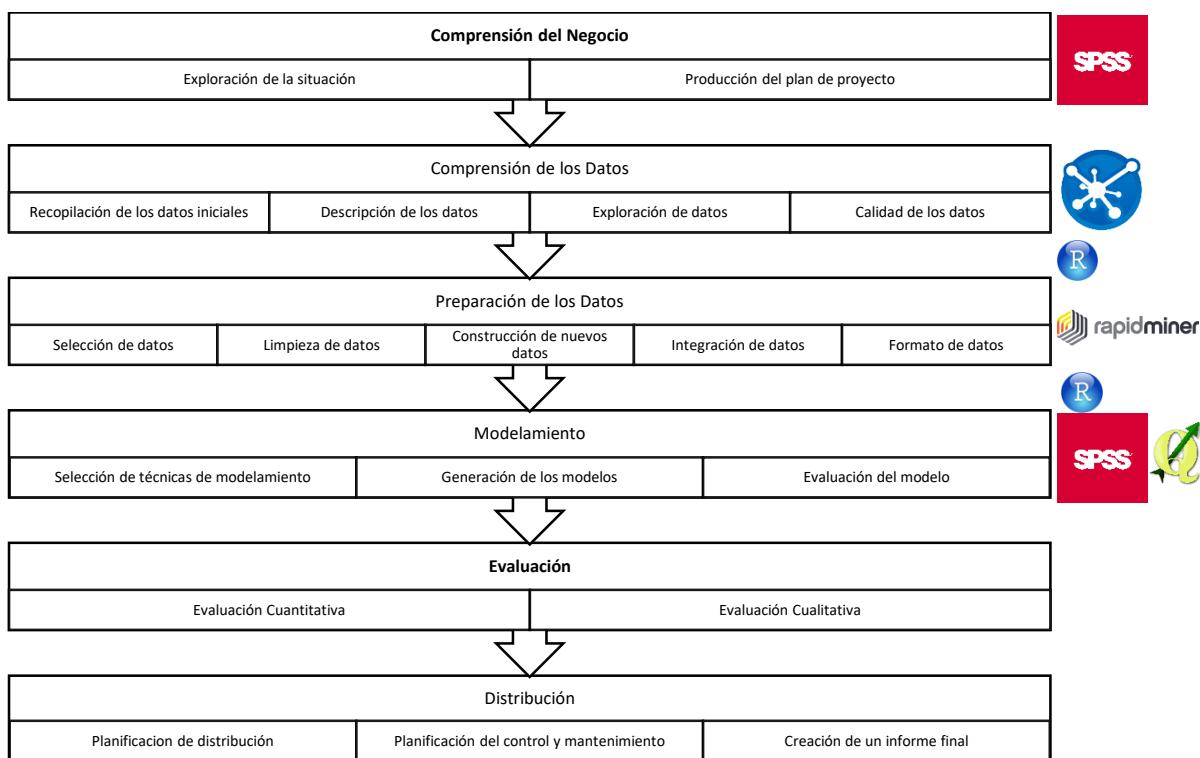 Comprensión del Negocio
Exploración de la situación
Producción del plan de proyecto
SPSS
Comprensión de los Datos
Recopilación de los datos iniciales
Descripción de los datos
Exploración de datos
Calidad de los datos
R
Preparación de los Datos
Selección de datos
Limpieza de datos
Construcción de nuevos
datos
Integración de datos
Formato de datos
rapidminer
R
Modelamiento
Selección de técnicas de modelamiento
Generación de los modelos
Evaluación del modelo
SPSS
Q
Evaluación
Evaluación Cuantitativa
Evaluación Cualitativa
Distribución
Planificacion de distribución
Planificación del control y mantenimiento
Creación de un informe final